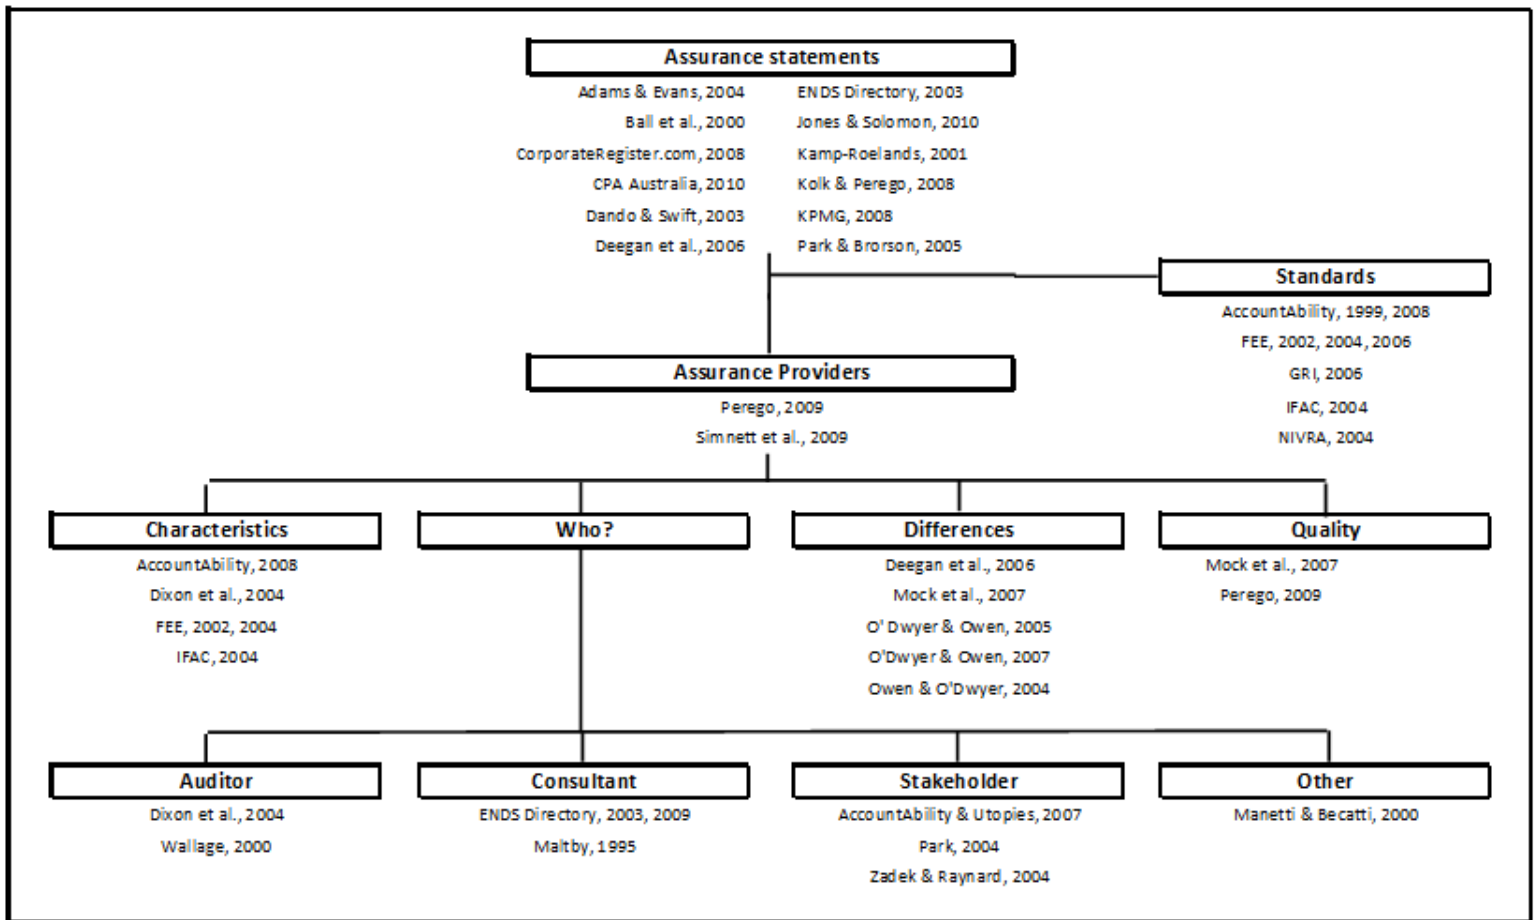 Assurance statements
Adams & Evans, 2004 ENDS Directory, 2003
Ball et al., 2000 Jones & Solomon, 2010
CorporateRegister.com, 2008 Kamp-Roelands, 2001
CPA Australia, 2010 Kolk & Perego, 2008
Dando & Swift, 2003 KPMG, 2008
Deegan et al., 2006 Park & Brorson, 2005
Standards
AccountAbility, 1999, 2008
FEE, 2002, 2004, 2006
GRI, 2006
IFAC, 2004
NIVRA, 2004
Assurance Providers
Perego, 2009
Simnett et al., 2009
Characteristics
AccountAbility, 2008
Dixon et al., 2004
FEE, 2002, 2004
IFAC, 2004
Who?
Differences
Deegan et al., 2006
Mock et al., 2007
O' Dwyer & Owen, 2005
O'Dwyer & Owen, 2007
Owen & O'Dwyer, 2004
Quality
Mock et al., 2007
Perego, 2009
Auditor
Dixon et al., 2004
Wallage, 2000
Consultant
ENDS Directory, 2003, 2009
Maltby, 1995
Stakeholder
AccountAbility & Utopies, 2007
Park, 2004
Zadek & Raynard, 2004
Other
Manetti & Becatti, 2000